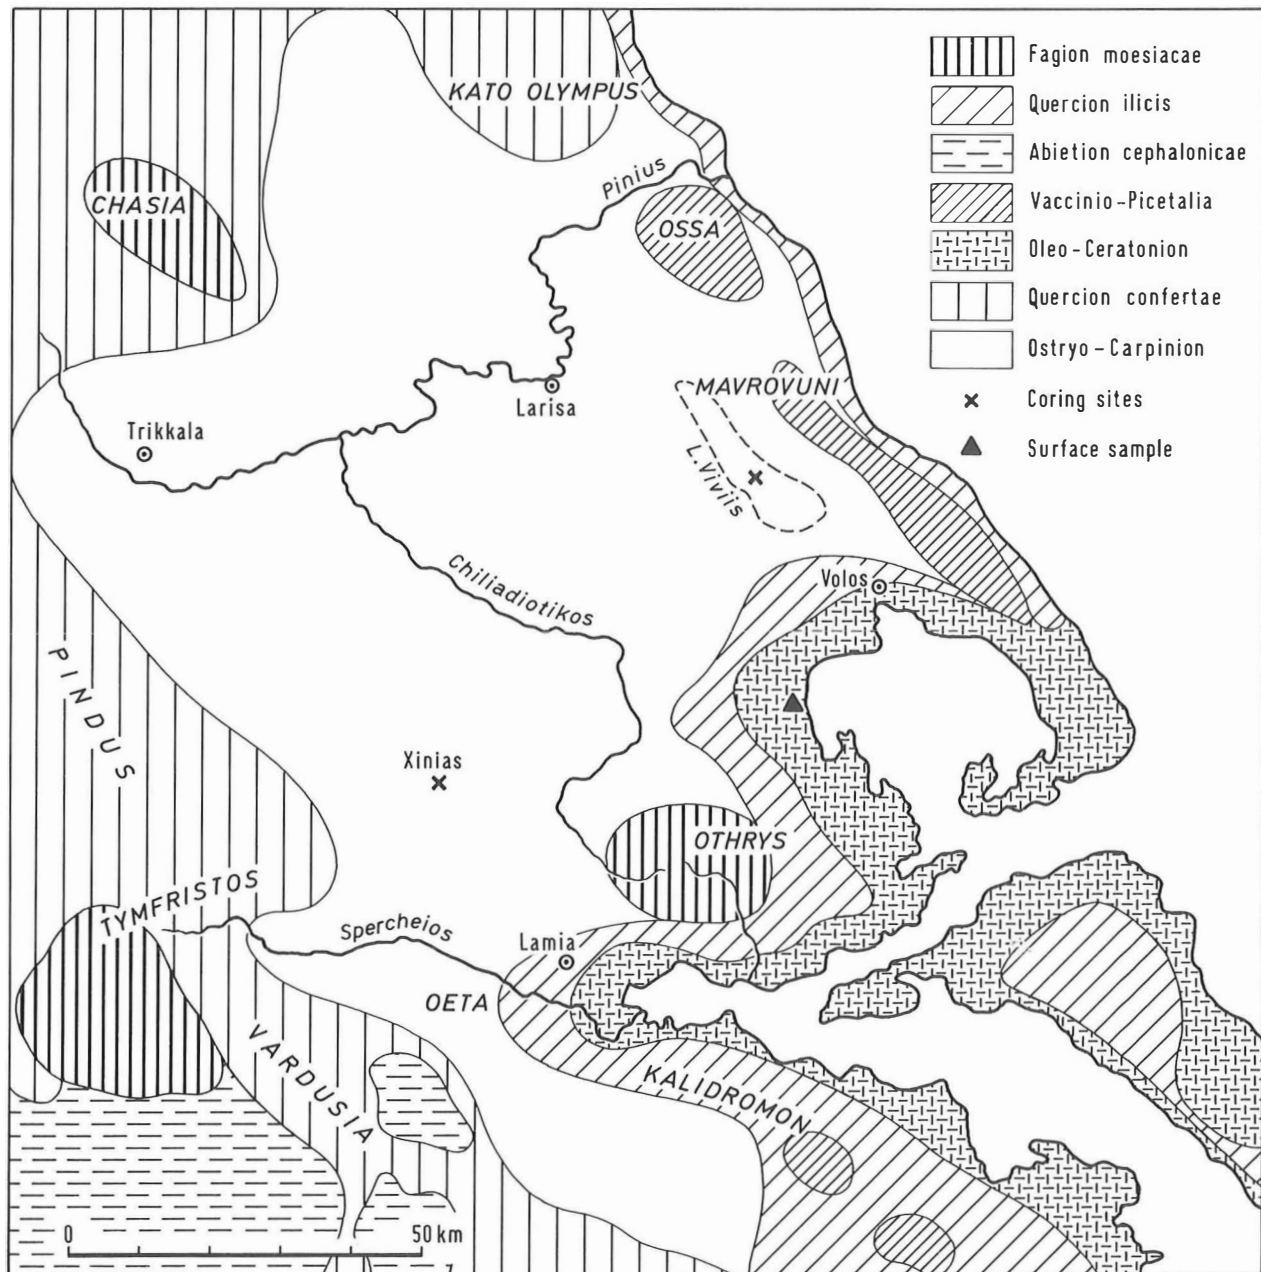 Fagion moesiacae
Quercion ilicis
Abietion cephalonicae
Vaccinio-Picetalia
Oleo-Ceratonion
Quercion confertae
Ostryo-Carpinion
Coring sites
Surface sample
KATO OLYMPUS
CHASIA
Pinius
OSSA
MAVROVUNI
Larisa
Trikkala
L.Viviis
Chiliadiotikos
Volos
PINDUS
Xinias
OTHRYS
TYMFRISTOS
Spercheios
Lamia
OETA
VARDUSIA
KALIDROMON
0
50 km